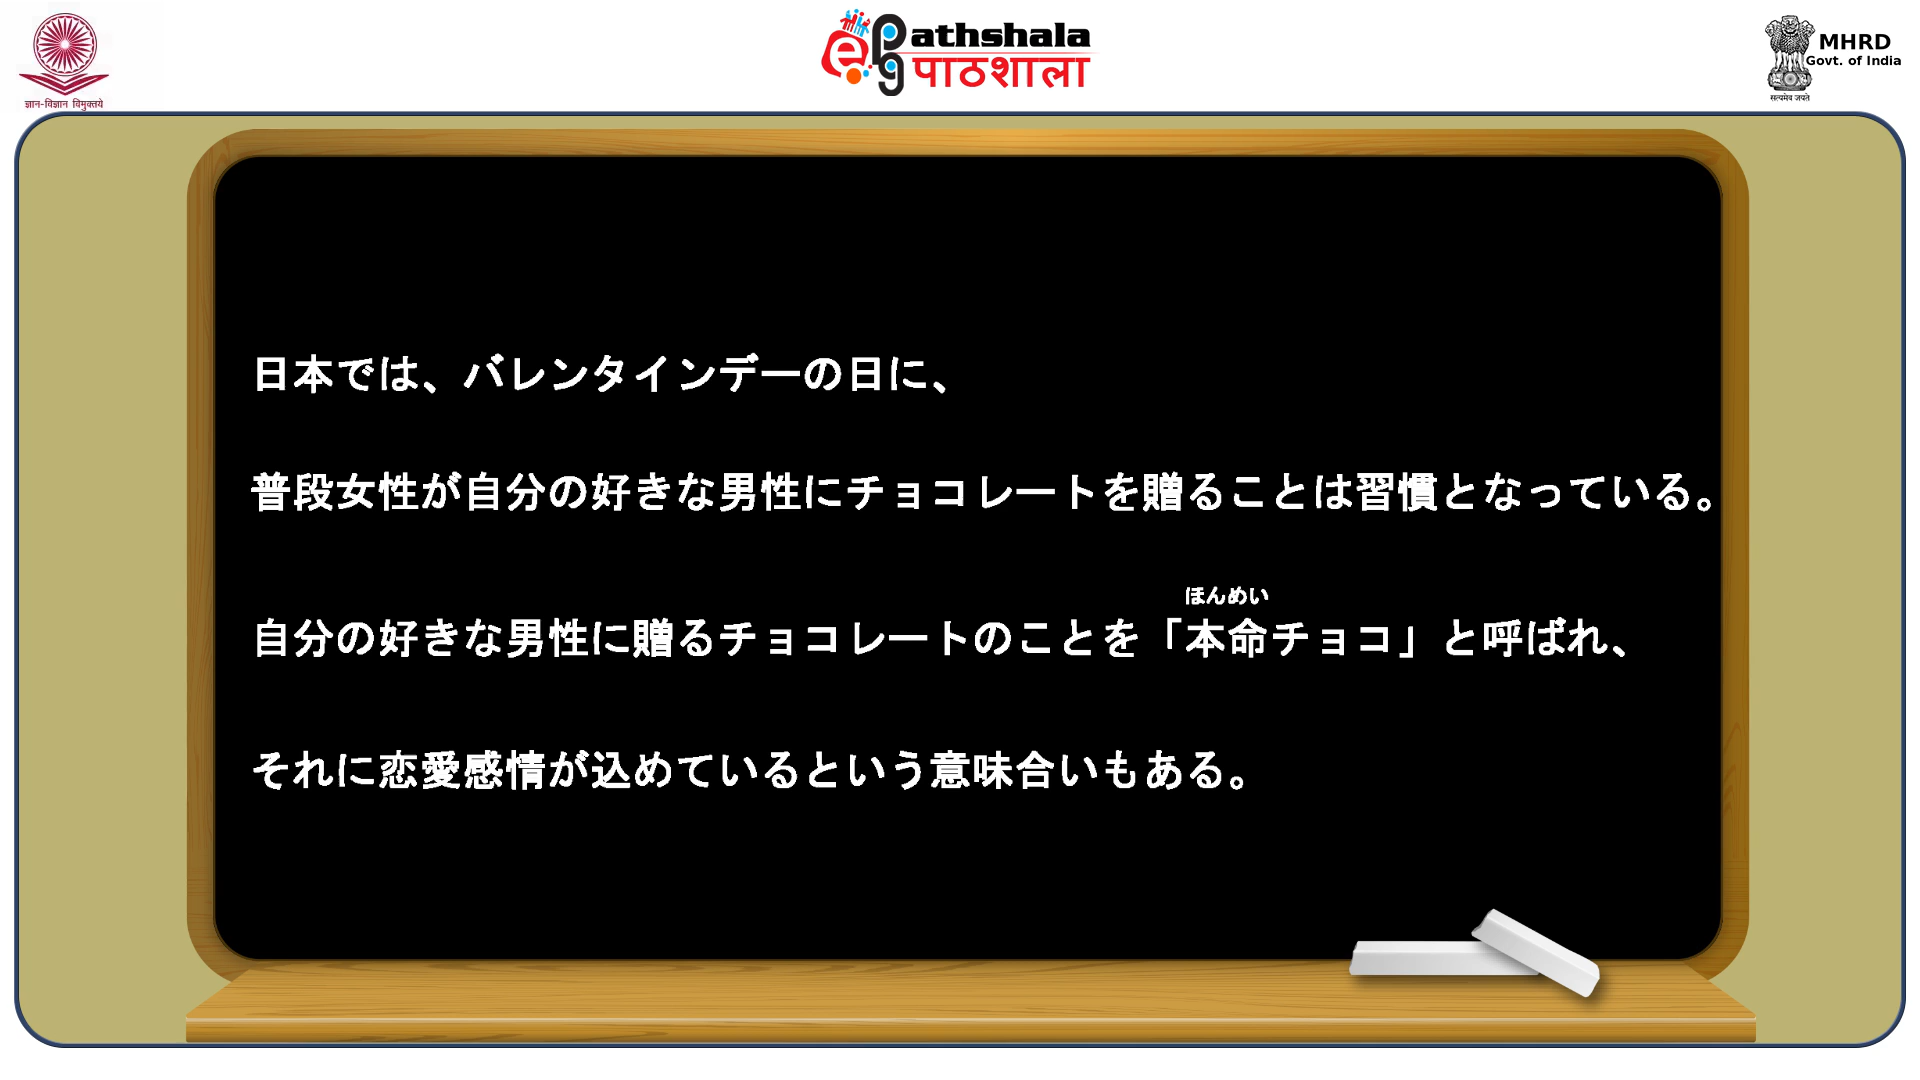 ज्ञान-विज्ञान विमुक्तये
ePathshala
पाठशाला
MHRD
Govt. of India
सत्यमेव जयते
日本では、バレンタインデーの日に、
普段女性が自分の好きな男性にチョコレートを贈ることは習慣となっている。
ほんめい
自分の好きな男性に贈るチョコレートのことを「本命チョコ」と呼ばれ、
それに恋愛感情が込めているという意味合いもある。